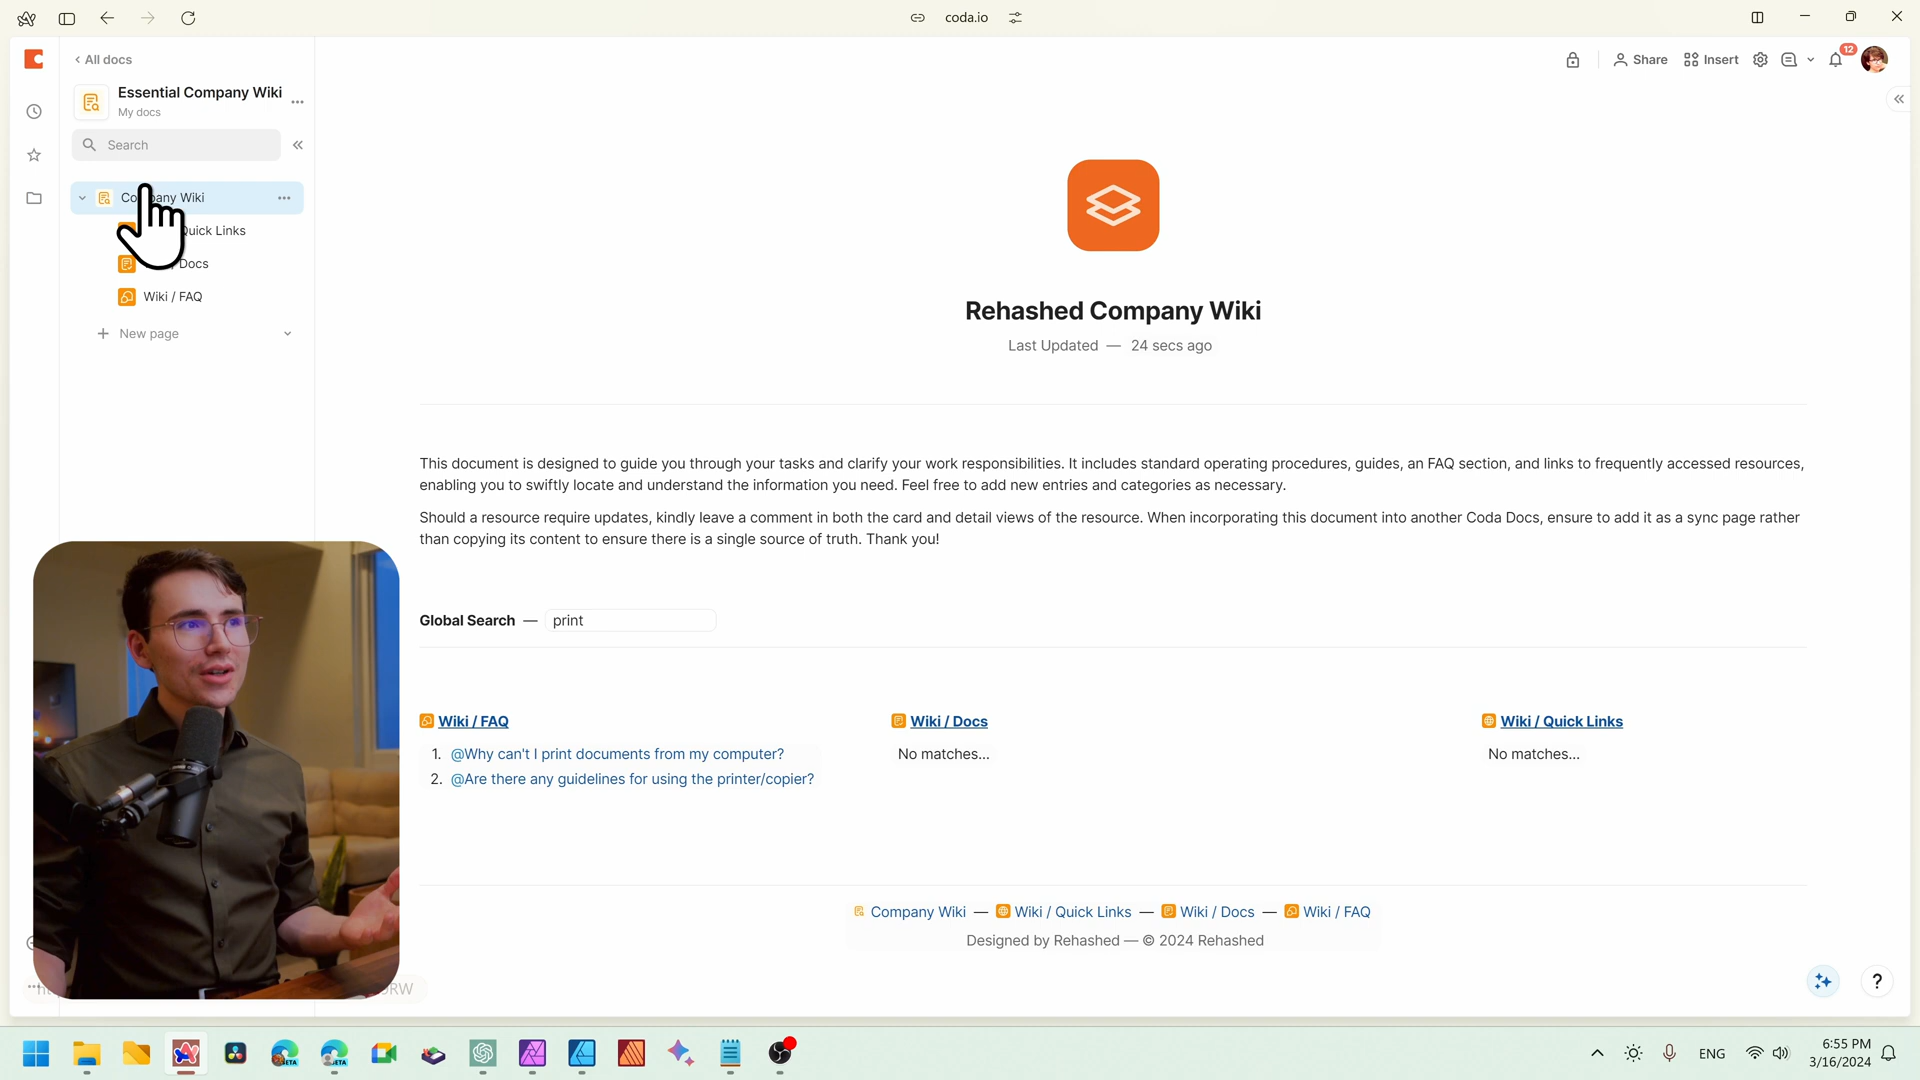 coda.io
All docs
Share
Insert
12
Essential Company Wiki
My docs
Search
Company Wiki
Quick Links
Docs
Wiki / FAQ
New page
Rehashed Company Wiki
Last Updated — 24 secs ago
This document is designed to guide you through your tasks and clarify your work responsibilities. It includes standard operating procedures, guides, an FAQ section, and links to frequently accessed resources,
enabling you to swiftly locate and understand the information you need. Feel free to add new entries and categories as necessary.
Should a resource require updates, kindly leave a comment in both the card and detail views of the resource. When incorporating this document into another Coda Docs, ensure to add it as a sync page rather
than copying its content to ensure there is a single source of truth. Thank you!
Global Search — print
Wiki / FAQ
1. @Why can't I print documents from my computer?
2. @Are there any guidelines for using the printer/copier?
Wiki / Docs
No matches...
Wiki / Quick Links
No matches...
Company Wiki — Wiki / Quick Links — Wiki / Docs — Wiki / FAQ
Designed by Rehashed — © 2024 Rehashed
?
BETA
BETA
ENG
6:55 PM
3/16/2024